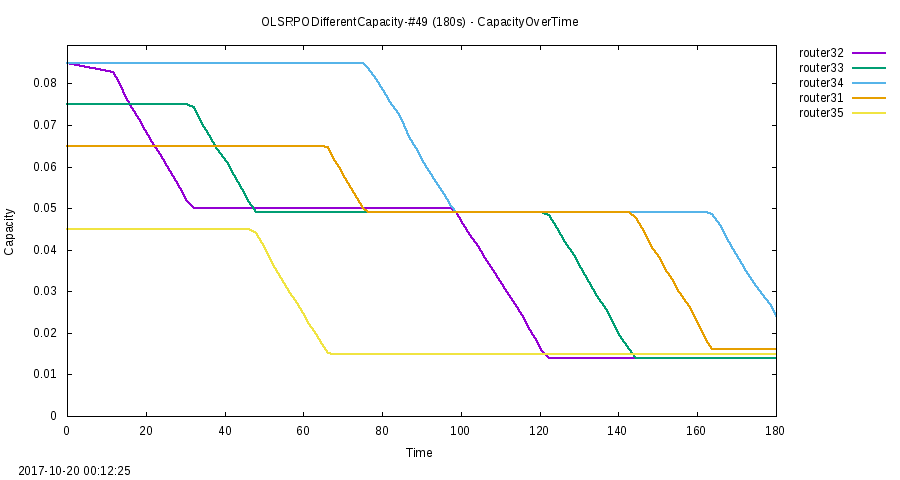 OLSRPODifferentCapacity-#49 (180s) - CapacityOverTime
router32
router33
router34
router31
router35
0.08
0.07
0.06
0.05
0.04
0.03
0.02
0.01
0
Capacity
0 20 40 60 80 100 120 140 160 180
Time
2017-10-20 00:12:25